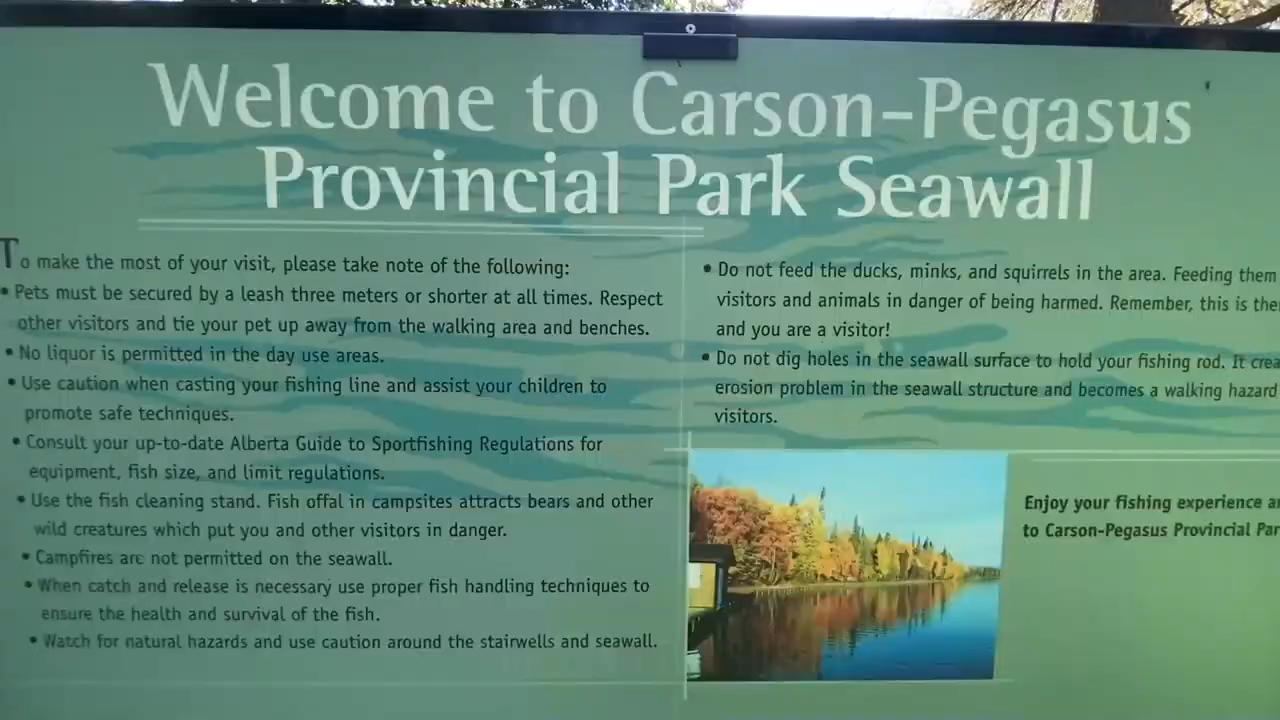 Welcome to Carson-Pegasus
Provincial Park Seawall
To make the most of your visit, please take note of the following:
• Pets must be secured by a leash three meters or shorter at all times. Respect
other visitors and tie your pet up away from the walking area and benches.
• No liquor is permitted in the day use areas.
• Use caution when casting your fishing line and assist your children to
promote safe techniques.
• Consult your up-to-date Alberta Guide to Sportfishing Regulations for
equipment, fish size, and limit regulations.
• Use the fish cleaning stand. Fish offal in campsites attracts bears and other
wild creatures which put you and other visitors in danger.
• Campfires are not permitted on the seawall.
• When catch and release is necessary use proper fish handling techniques to
ensure the health and survival of the fish.
• Watch for natural hazards and use caution around the stairwells and seawall.
• Do not feed the ducks, minks, and squirrels in the area. Feeding them
visitors and animals in danger of being harmed. Remember, this is
and you are a visitor!
• Do not dig holes in the seawall surface to hold your fishing rod. It
erosion problem in the seawall structure and becomes a walking hazard
visitors.
Enjoy your fishing experience
to Carson-Pegasus Provincial